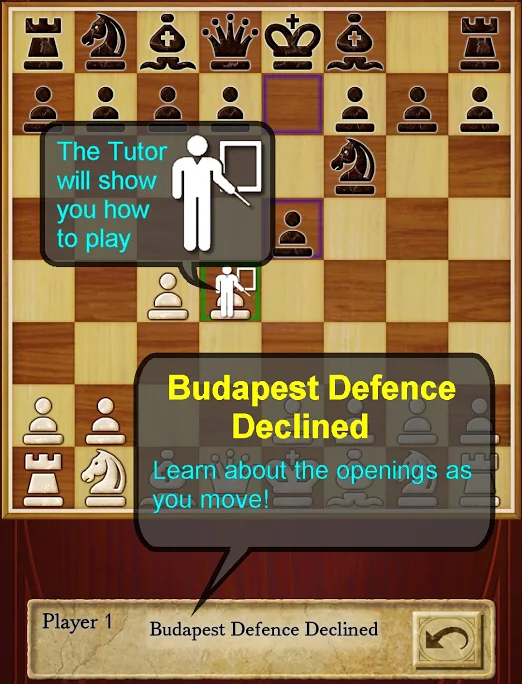 The Tutor
will show
you how
to play
Budapest Defence
Declined
Learn about the openings as
you move!
Player 1
Budapest Defence Declined